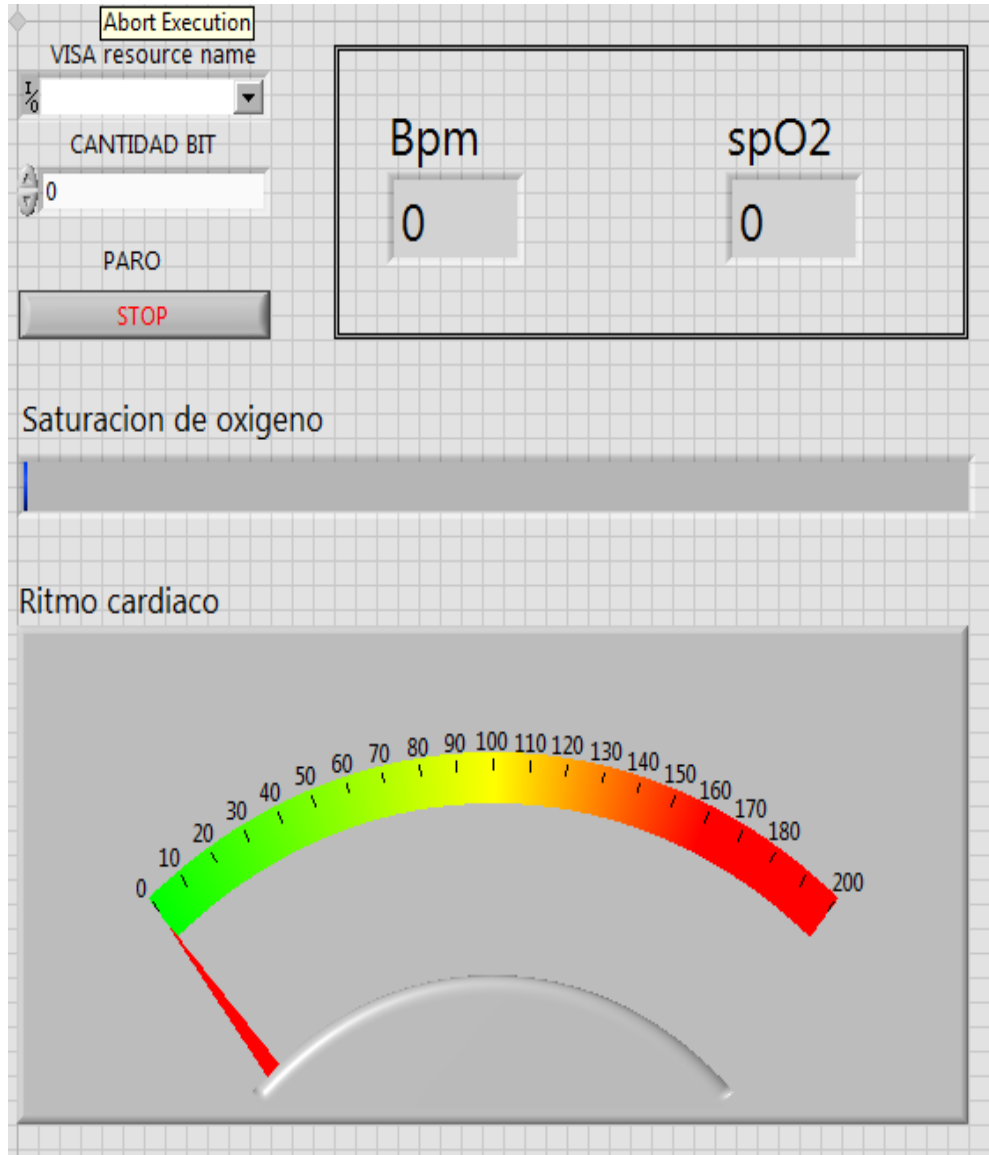 Abort Execution
VISA resource name
I/O
CANTIDAD BIT
0
PARO
STOP
Bpm
spO2
0
0
Saturacion de oxigeno
Ritmo cardiaco
0 10 20 30 40 50 60 70 80 90 100 110 120 130 140 150 160 170 180 200